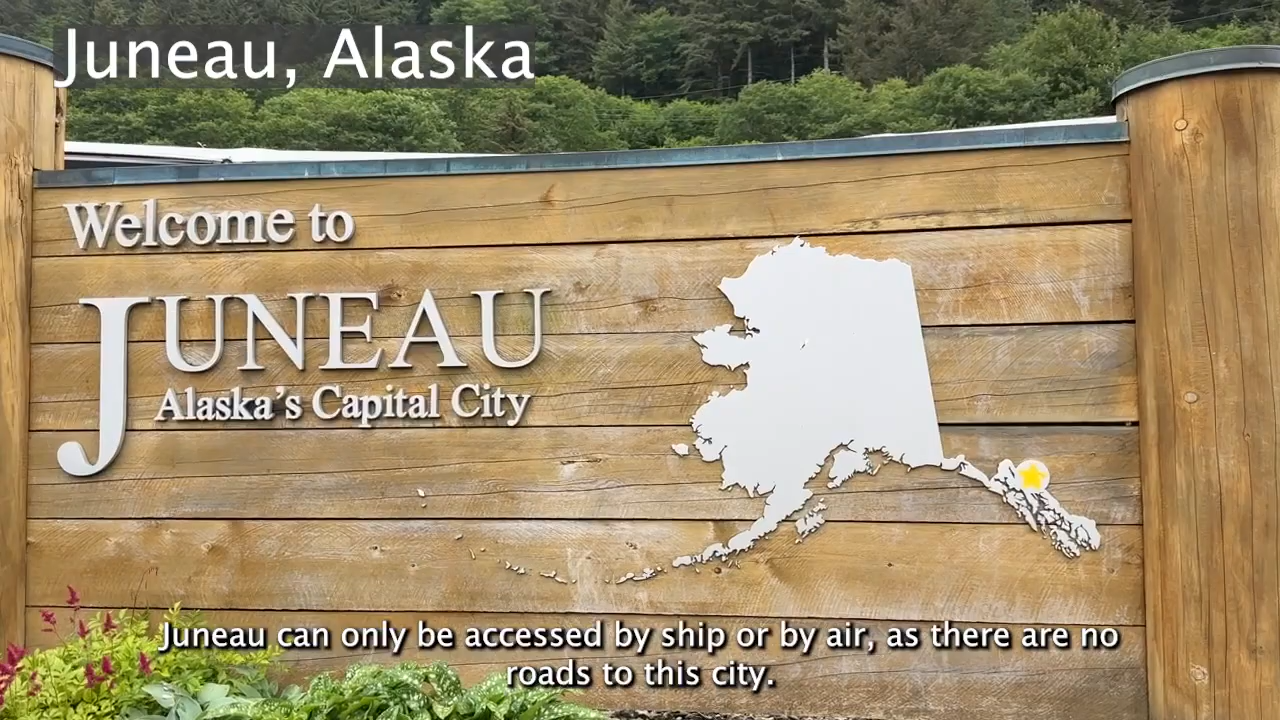 Juneau, Alaska
Welcome to
JUNEAU
Alaska's Capital City
Juneau can only be accessed by ship or by air, as there are no
roads to this city.